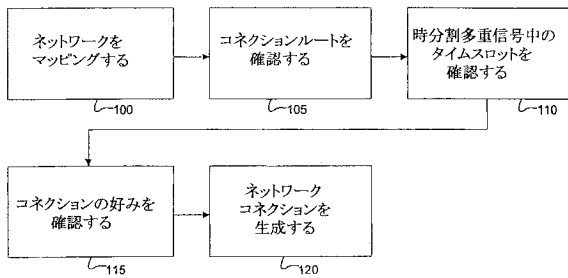 ネットワークを
マッピングする
100
コネクションルートを
確認する
105
時分割多重信号中の
タイムスロットを
確認する
110
コネクションの好みを
確認する
115
ネットワーク
コネクションを
生成する
120